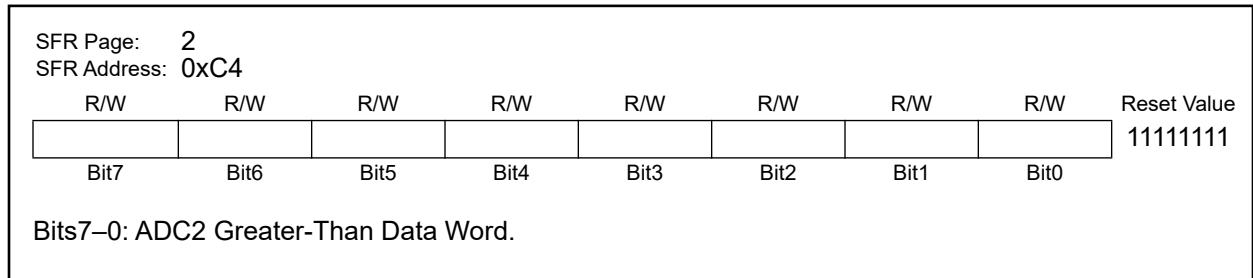 SFR Page: 2
SFR Address: 0xC4
R/W R/W R/W R/W R/W R/W R/W R/W Reset Value
11111111
Bit7 Bit6 Bit5 Bit4 Bit3 Bit2 Bit1 Bit0
Bits7–0: ADC2 Greater-Than Data Word.